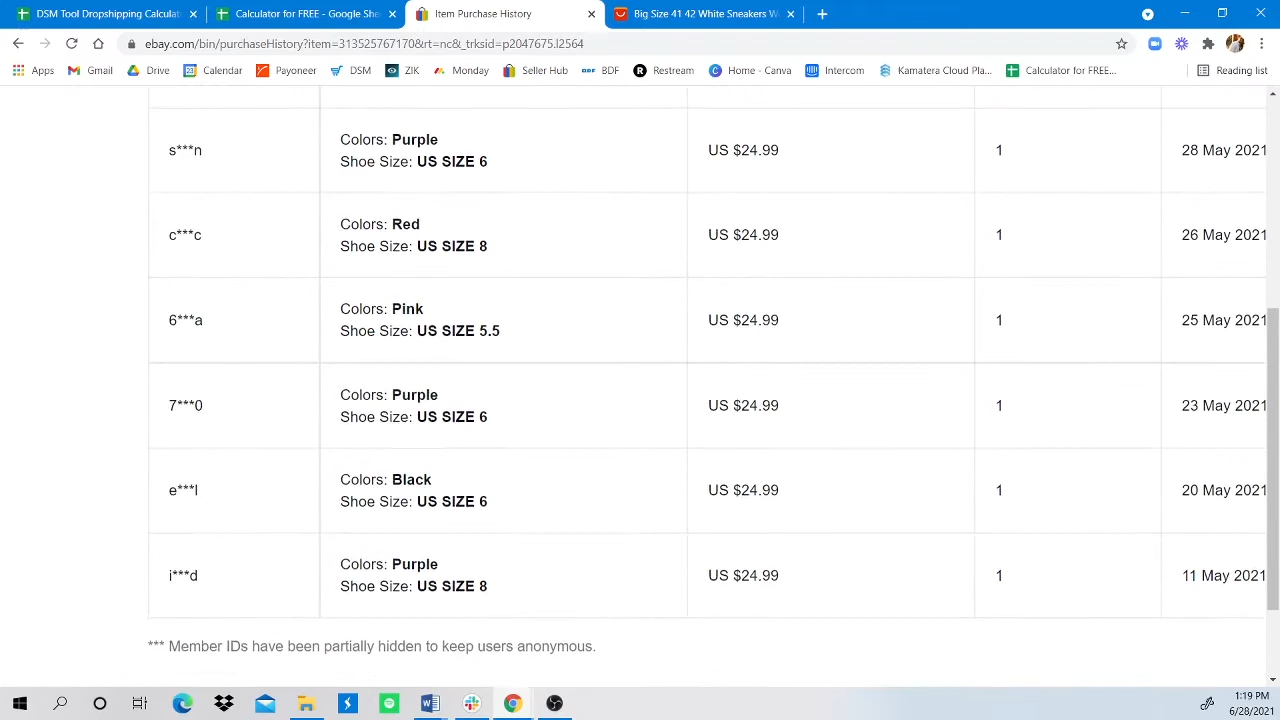 DSM Tool Dropshipping Calculat
Calculator for FREE - Google She
Item Purchase History
Big Size 41 42 White Sneakers W
ebay.com/bin/purchaseHistory?item=313525767170&rt=nc&_trksid=p2047675.l2564
Apps
Gmail
Drive
Calendar
Payoneer
DSM
ZIK
Monday
Seller Hub
BDF
Restream
Home - Canva
Intercom
Kamatera Cloud Pla...
Calculator for FREE...
Reading list
s***n
Colors: Purple
Shoe Size: US SIZE 6
US $24.99
1
28 May 2021
c***c
Colors: Red
Shoe Size: US SIZE 8
US $24.99
1
26 May 2021
6***a
Colors: Pink
Shoe Size: US SIZE 5.5
US $24.99
1
25 May 2021
7***0
Colors: Purple
Shoe Size: US SIZE 6
US $24.99
1
23 May 2021
e***l
Colors: Black
Shoe Size: US SIZE 6
US $24.99
1
20 May 2021
i***d
Colors: Purple
Shoe Size: US SIZE 8
US $24.99
1
11 May 2021
*** Member IDs have been partially hidden to keep users anonymous.
1:19 PM
6/28/2021